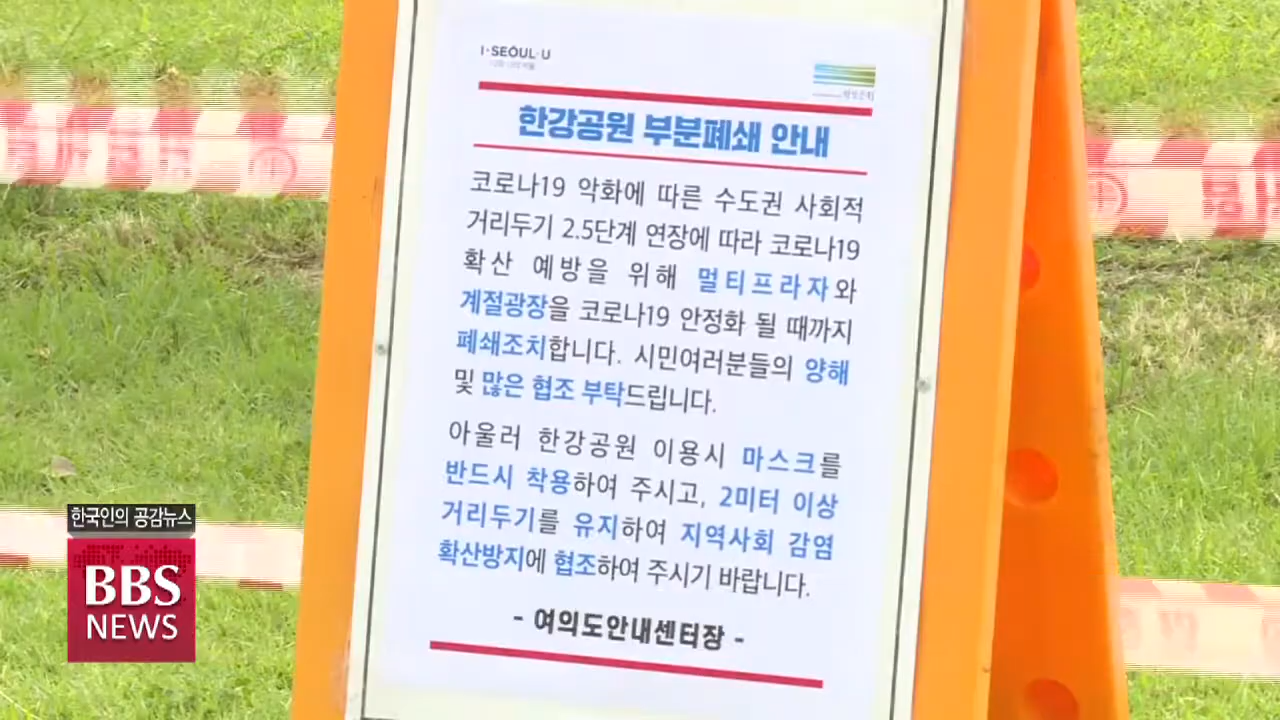 I·SEOUL·U
한강공원 부분폐쇄 안내
코로나19 악화에 따른 수도권 사회적
거리두기 2.5단계 연장에 따라 코로나19
확산 예방을 위해 멀티프라자와
계절광장을 코로나19 안정화 될 때까지
폐쇄조치합니다. 시민여러분들의 양해
및 많은 협조 부탁드립니다.
아울러 한강공원 이용시 마스크를
반드시 착용하여 주시고, 2미터 이상
거리두기를 유지하여 지역사회 감염
확산방지에 협조하여 주시기 바랍니다.
- 여의도안내센터장 -
한국인의 공감뉴스
BBS
NEWS